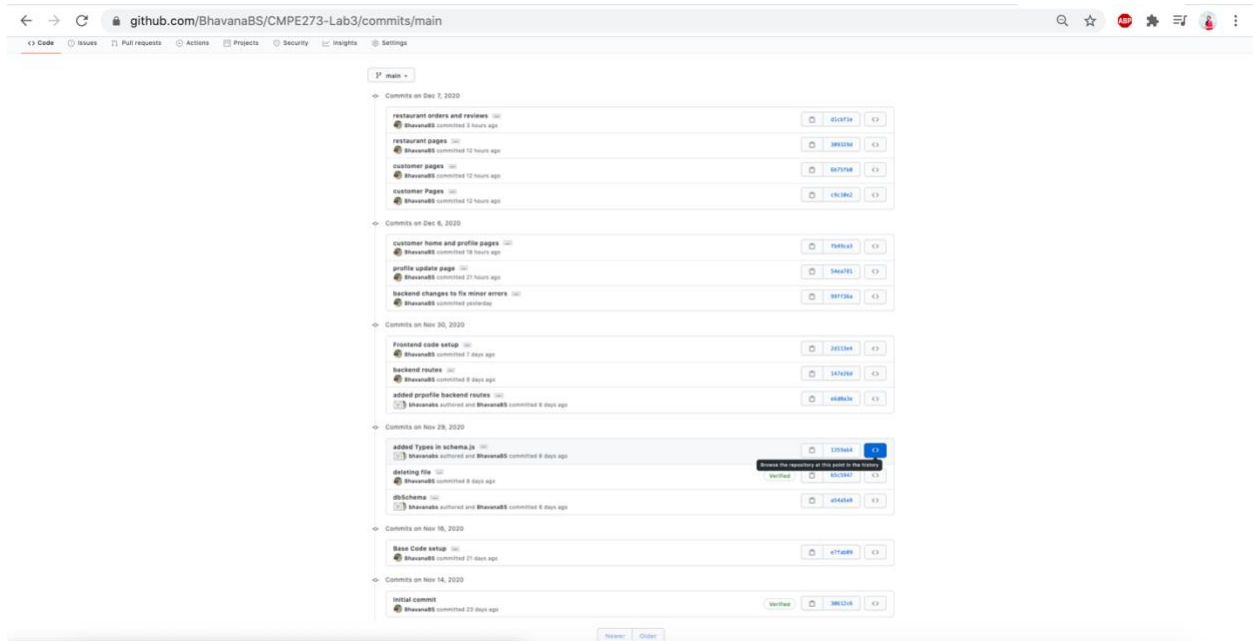 github.com/BhavanaBS/CMPE273-Lab3/commits/main
ABP
Code Issues Pull requests Actions Projects Security Insights Settings
main
Commits on Dec 7, 2020
restaurant orders and reviews
BhavanaBS committed 3 hours ago
restaurant pages
BhavanaBS committed 12 hours ago
customer pages
BhavanaBS committed 12 hours ago
customer Pages
BhavanaBS committed 12 hours ago
Commits on Dec 6, 2020
customer home and profile pages
BhavanaBS committed 18 hours ago
profile update page
BhavanaBS committed 21 hours ago
backend changes to fix minor errors
BhavanaBS committed yesterday
Commits on Nov 30, 2020
Frontend code setup
BhavanaBS committed 7 days ago
backend routes
BhavanaBS committed 8 days ago
added prpofile backend routes
bhavanabs authored and BhavanaBS committed 8 days ago
Commits on Nov 29, 2020
added Types in schema.js
bhavanabs authored and BhavanaBS committed 8 days ago
Browse the repository at this point in the history
deleting file
Verified
BhavanaBS committed 8 days ago
dbSchema
bhavanabs authored and BhavanaBS committed 8 days ago
Commits on Nov 16, 2020
Base Code setup
BhavanaBS committed 21 days ago
Commits on Nov 14, 2020
Initial commit
Verified
BhavanaBS committed 23 days ago
Newer Older